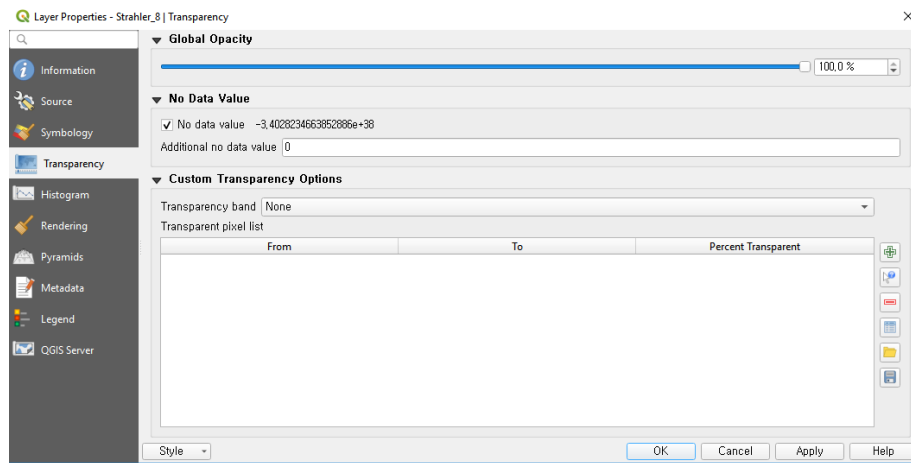 Layer Properties - Strahler_8 | Transparency
Information
Source
Symbology
Transparency
Histogram
Rendering
Pyramids
Metadata
Legend
QGIS Server
Global Opacity
100,0 %
No Data Value
No data value -3,4028234663852886e+38
Additional no data value 0
Custom Transparency Options
Transparency band None
Transparent pixel list
From To Percent Transparent
Style OK Cancel Apply Help